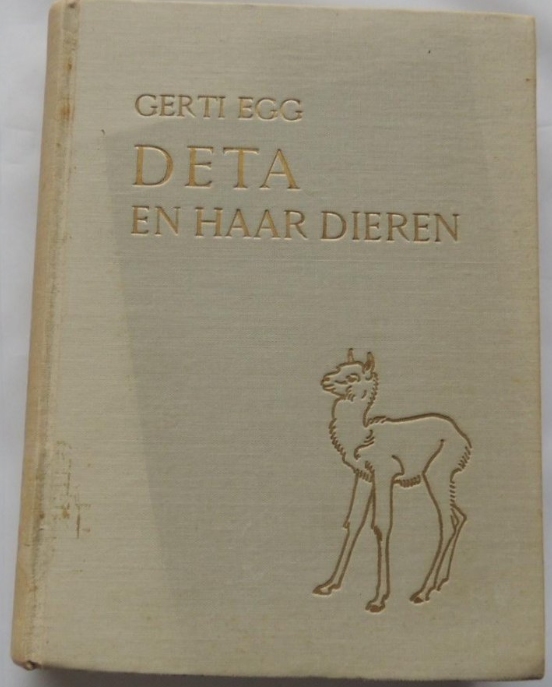 GERTI EGG
DETA
EN HAAR DIEREN